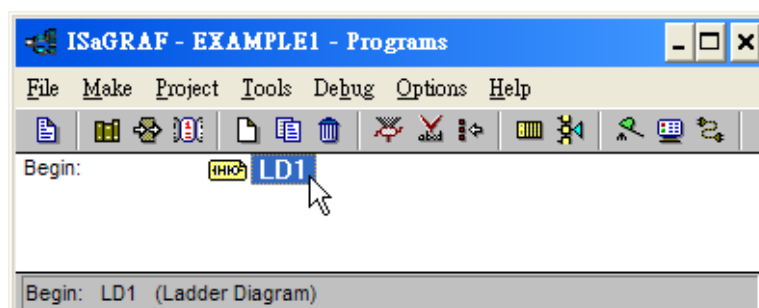 ISaGRAF - EXAMPLE1 - Programs
File Make Project Tools Debug Options Help
Begin: LD1
Begin: LD1 (Ladder Diagram)